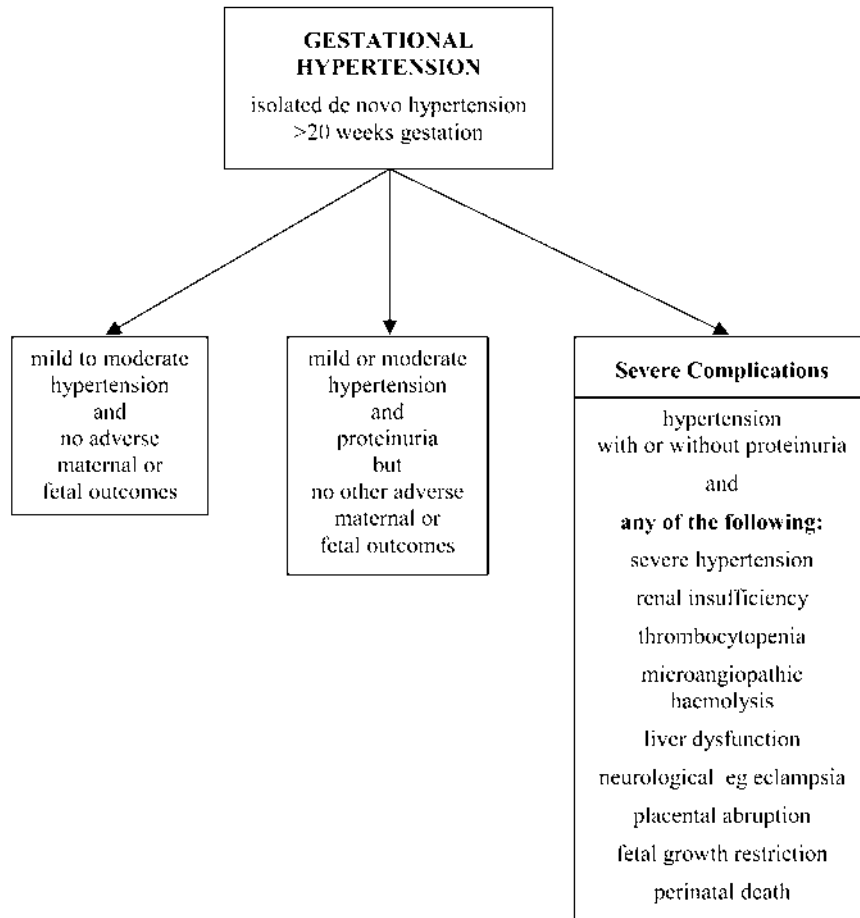 GESTATIONAL
HYPERTENSION
isolated de novo hypertension
>20 weeks gestation
mild to moderate
hypertension
and
no adverse
maternal or
fetal outcomes
mild or moderate
hypertension
and
proteinuria
but
no other adverse
maternal or
fetal outcomes
Severe Complications
hypertension
with or without proteinuria
and
any of the following:
severe hypertension
renal insufficiency
thrombocytopenia
microangiopathic
haemolysis
liver dysfunction
neurological eg eclampsia
placental abruption
fetal growth restriction
perinatal death